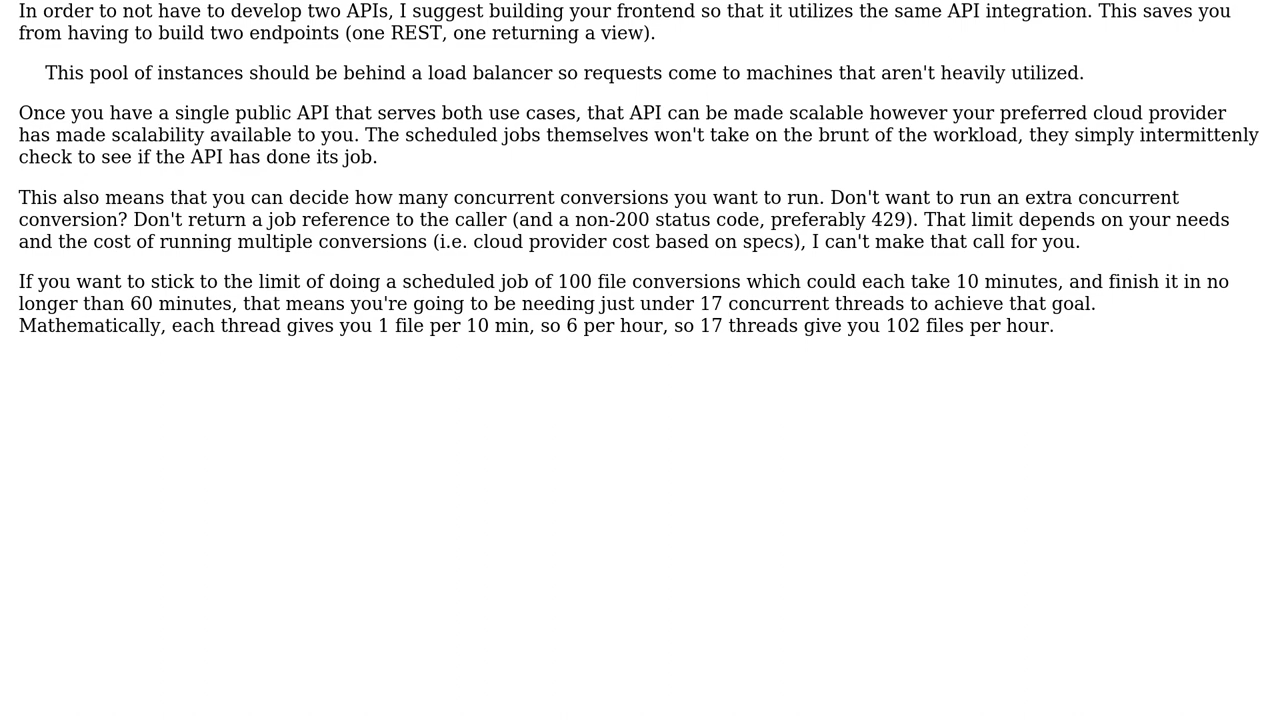 In order to not have to develop two APIs, I suggest building your frontend so that it utilizes the same API integration. This saves you
from having to build two endpoints (one REST, one returning a view).
This pool of instances should be behind a load balancer so requests come to machines that aren't heavily utilized.
Once you have a single public API that serves both use cases, that API can be made scalable however your preferred cloud provider
has made scalability available to you. The scheduled jobs themselves won't take on the brunt of the workload, they simply intermittenly
check to see if the API has done its job.
This also means that you can decide how many concurrent conversions you want to run. Don't want to run an extra concurrent
conversion? Don't return a job reference to the caller (and a non-200 status code, preferably 429). That limit depends on your needs
and the cost of running multiple conversions (i.e. cloud provider cost based on specs), I can't make that call for you.
If you want to stick to the limit of doing a scheduled job of 100 file conversions which could each take 10 minutes, and finish it in no
longer than 60 minutes, that means you're going to be needing just under 17 concurrent threads to achieve that goal.
Mathematically, each thread gives you 1 file per 10 min, so 6 per hour, so 17 threads give you 102 files per hour.